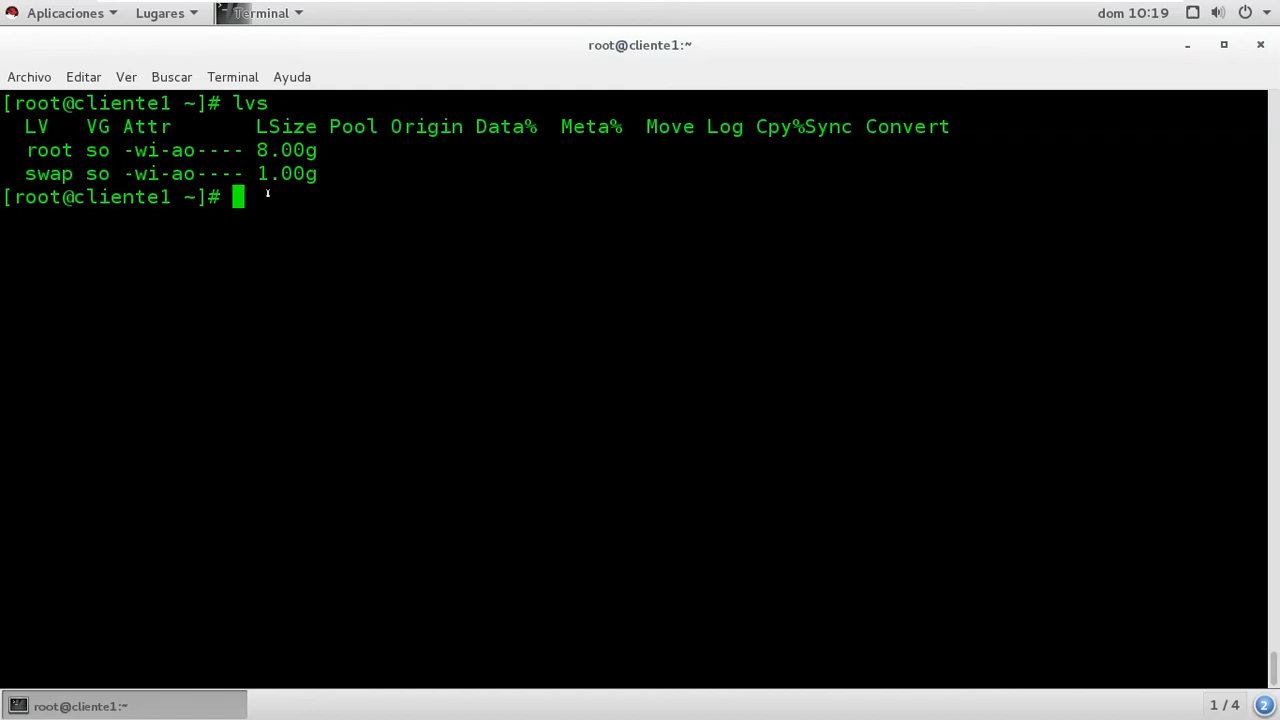 Aplicaciones Lugares Terminal dom 10:19
root@cliente1:~
Archivo Editar Ver Buscar Terminal Ayuda
[root@cliente1 ~]# lvs
LV VG Attr LSize Pool Origin Data% Meta% Move Log Cpy%Sync Convert
root so -wi-ao---- 8.00g
swap so -wi-ao---- 1.00g
[root@cliente1 ~]#
root@cliente1:~ 1 / 4 2